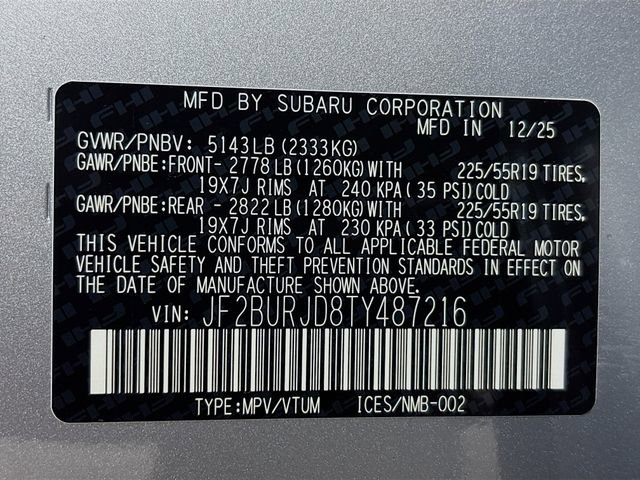 MFD BY SUBARU CORPORATION
MFD IN 12/25
GVWR/PNBV: 5143LB (2333KG)
GAWR/PNBE:FRONT- 2778 LB (1260KG) WITH 225/55R19 TIRES,
19X7J RIMS AT 240 KPA ( 35 PSI) COLD
GAWR/PNBE:REAR - 2822 LB (1280KG) WITH 225/55R19 TIRES,
19X7J RIMS AT 230 KPA ( 33 PSI) COLD
THIS VEHICLE CONFORMS TO ALL APPLICABLE FEDERAL MOTOR
VEHICLE SAFETY AND THEFT PREVENTION STANDARDS IN EFFECT ON
THE DATE OF MANUFACTURE SHOWN ABOVE.
VIN: JF2BURJD8TY487216
TYPE:MPV/VTUM ICES/NMB-002